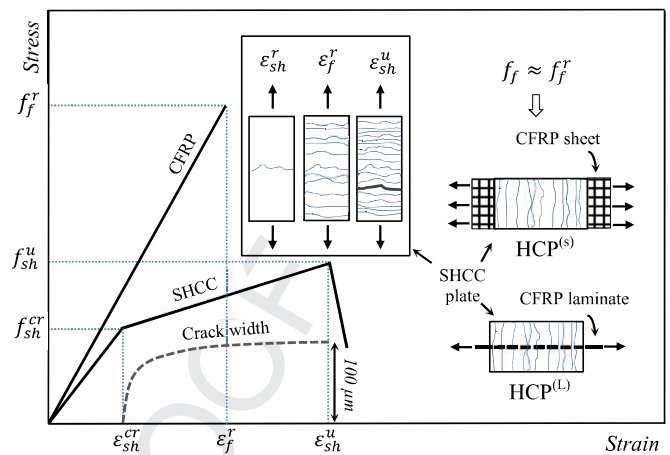 Stress
f_f^r
f_sh^u
f_sh^cr
CFRP
SHCC
Crack width
100 μm
ε_sh^r
ε_f^r
ε_sh^u
f_f ≈ f_f^r
CFRP sheet
HCP^(s)
SHCC
plate
CFRP laminate
HCP^(L)
ε_sh^cr
ε_f^r
ε_sh^u
Strain